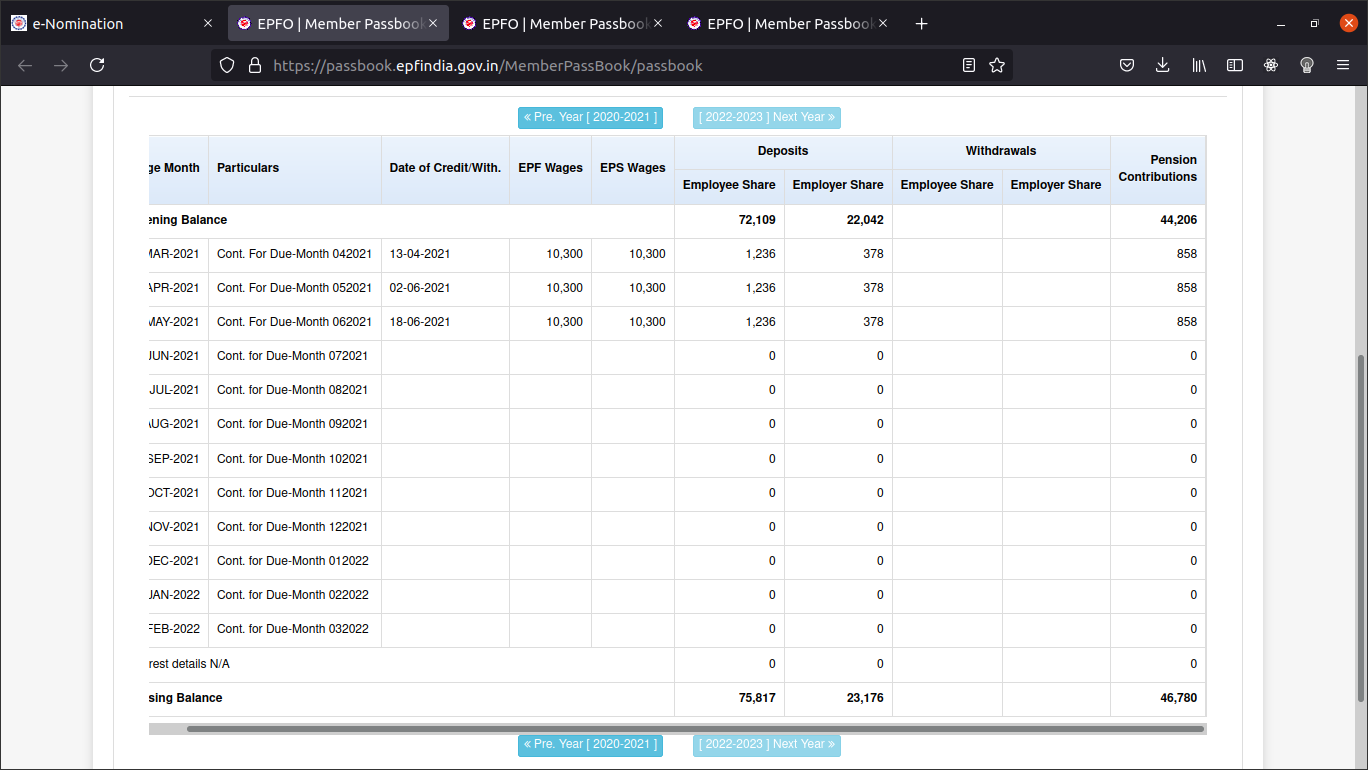 e-Nomination
EPFO | Member Passbook
EPFO | Member Passbook
EPFO | Member Passbook
https://passbook.epfindia.gov.in/MemberPassBook/passbook
« Pre. Year [ 2020-2021 ] [ 2022-2023 ] Next Year »
ge Month Particulars Date of Credit/With. EPF Wages EPS Wages Deposits Withdrawals Pension Contributions
Employee Share Employer Share Employee Share Employer Share
ening Balance 72,109 22,042 44,206
MAR-2021 Cont. For Due-Month 042021 13-04-2021 10,300 10,300 1,236 378 858
APR-2021 Cont. For Due-Month 052021 02-06-2021 10,300 10,300 1,236 378 858
MAY-2021 Cont. For Due-Month 062021 18-06-2021 10,300 10,300 1,236 378 858
JUN-2021 Cont. for Due-Month 072021 0 0 0
JUL-2021 Cont. for Due-Month 082021 0 0 0
AUG-2021 Cont. for Due-Month 092021 0 0 0
SEP-2021 Cont. for Due-Month 102021 0 0 0
OCT-2021 Cont. for Due-Month 112021 0 0 0
NOV-2021 Cont. for Due-Month 122021 0 0 0
DEC-2021 Cont. for Due-Month 012022 0 0 0
JAN-2022 Cont. for Due-Month 022022 0 0 0
FEB-2022 Cont. for Due-Month 032022 0 0 0
rest details N/A 0 0 0
sing Balance 75,817 23,176 46,780
« Pre. Year [ 2020-2021 ] [ 2022-2023 ] Next Year »